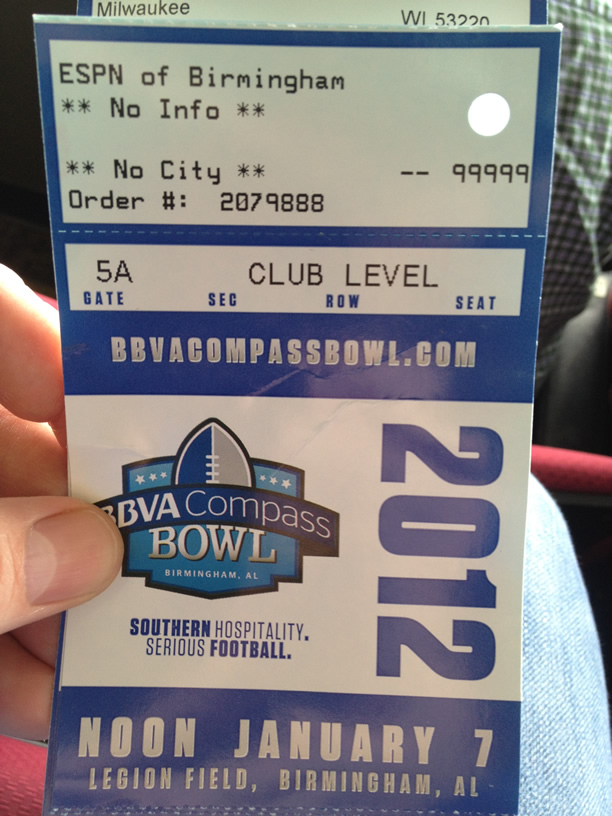 Milwaukee WI 53220
ESPN of Birmingham
** No Info **
** No City ** -- 99999
Order #: 2079888
5A CLUB LEVEL
GATE SEC ROW SEAT
BBVACOMPASSBOWL.COM
2012
BBVA Compass
BOWL
BIRMINGHAM, AL
SOUTHERN HOSPITALITY.
SERIOUS FOOTBALL.
NOON JANUARY 7
LEGION FIELD, BIRMINGHAM, AL